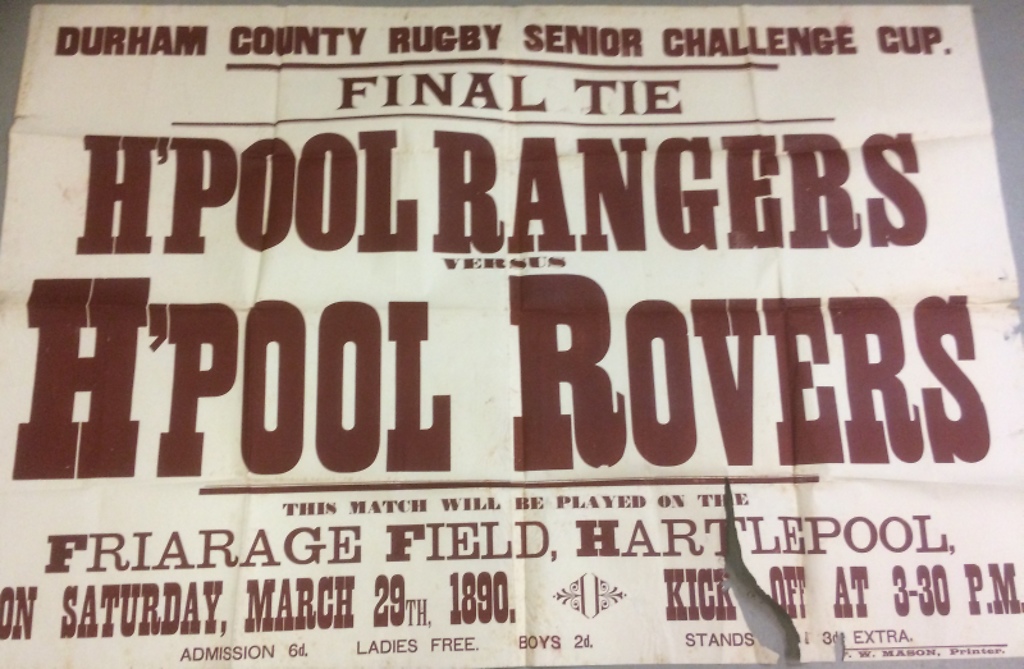 DURHAM COUNTY RUGBY SENIOR CHALLENGE CUP.
FINAL TIE
H'POOL RANGERS
VERSUS
H'POOL ROVERS
THIS MATCH WILL BE PLAYED ON THE
FRIARAGE FIELD, HARTLEPOOL,
ON SATURDAY, MARCH 29TH, 1890. KICK OFF AT 3-30 P.M.
ADMISSION 6d. LADIES FREE. BOYS 2d. STANDS 3d EXTRA.
W. MASON, Printer.